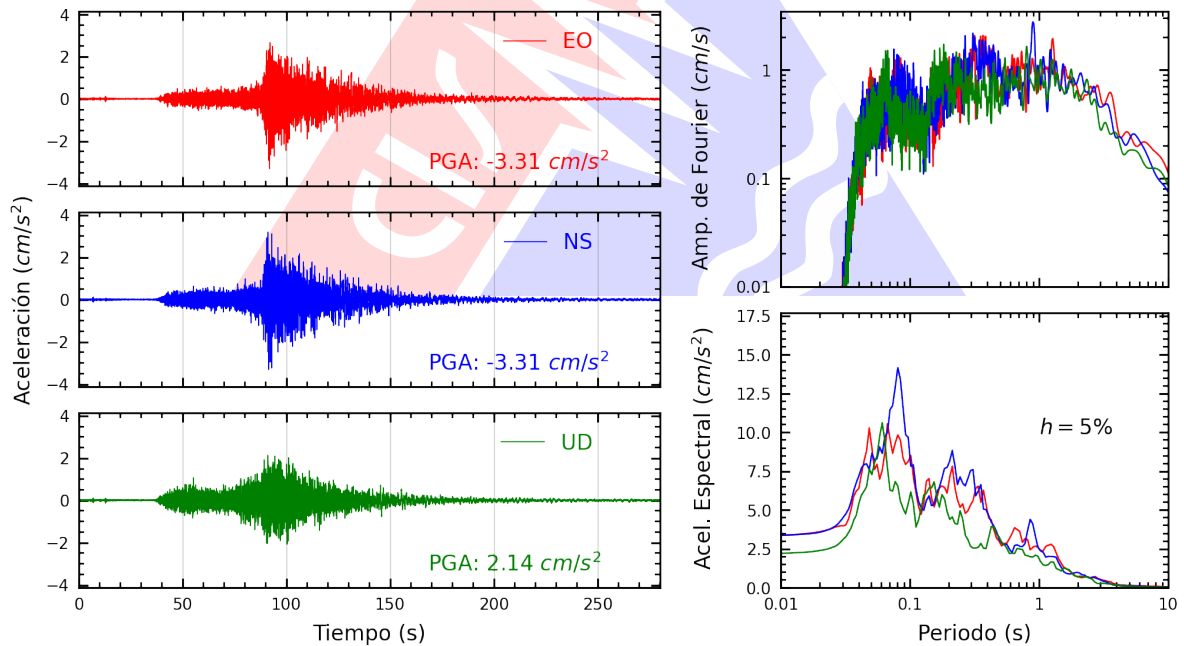 Aceleración (cm/s²)
4
2
0
−2
−4
EO
PGA: -3.31 cm/s²
4
2
0
−2
−4
NS
PGA: -3.31 cm/s²
4
2
0
−2
−4
UD
PGA: 2.14 cm/s²
0 50 100 150 200 250
Tiempo (s)
Amp. de Fourier (cm/s)
1
0.1
0.01
Acel. Espectral (cm/s²)
17.5
15.0
12.5
10.0
7.5
5.0
2.5
0.0
h = 5%
0.01 0.1 1 10
Periodo (s)